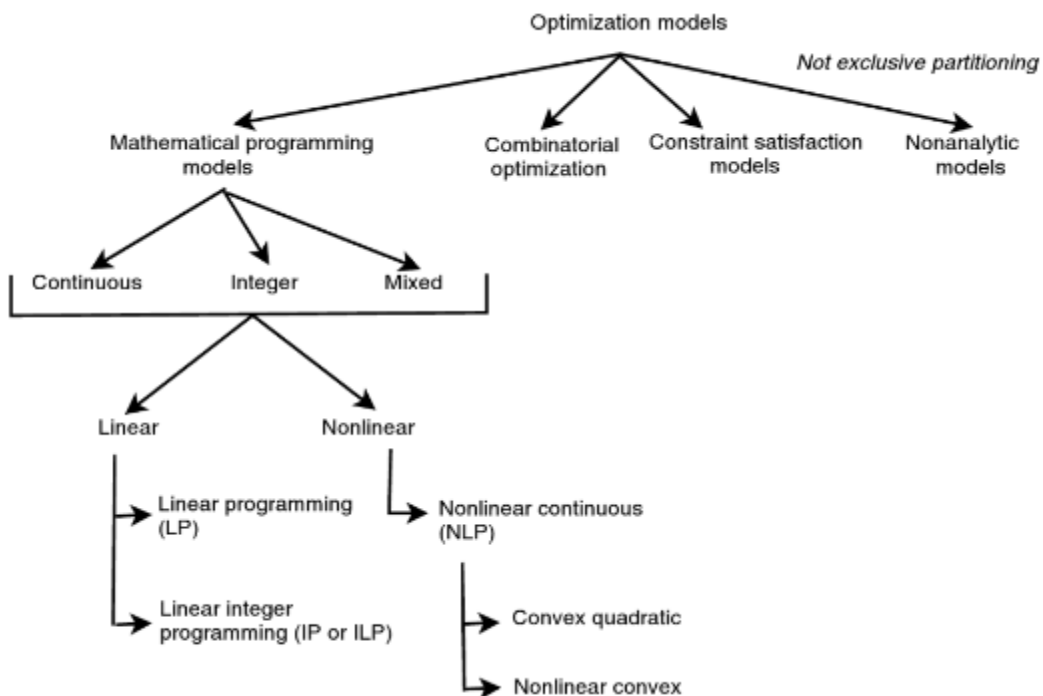 Optimization models
Not exclusive partitioning
Mathematical programming
models
Combinatorial
optimization
Constraint satisfaction
models
Nonanalytic
models
Continuous
Integer
Mixed
Linear
Nonlinear
Linear programming
(LP)
Nonlinear continuous
(NLP)
Linear integer
programming (IP or ILP)
Convex quadratic
Nonlinear convex